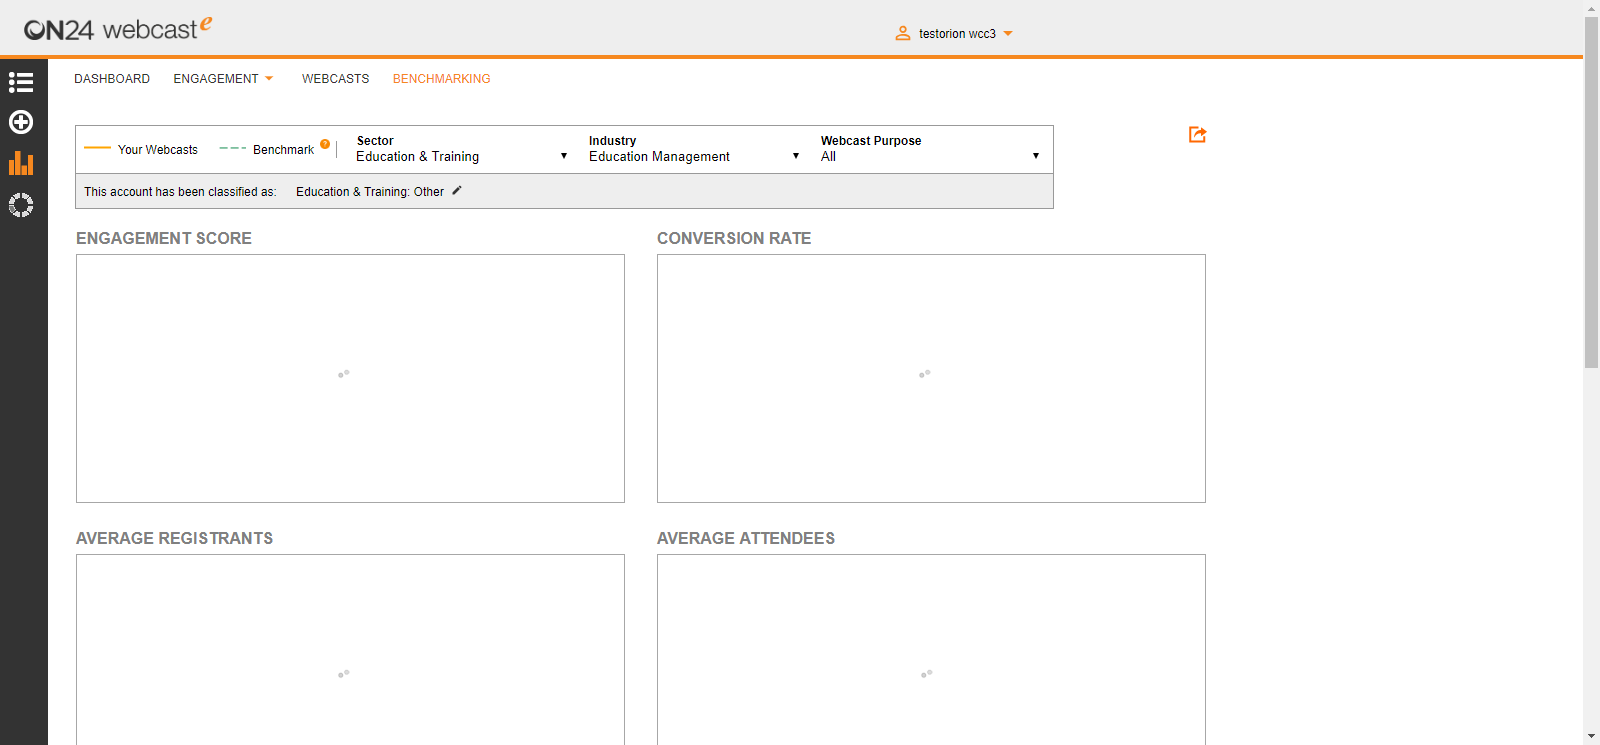 ON24 webcast e
testorion wcc3
DASHBOARD ENGAGEMENT WEBCASTS BENCHMARKING
Your Webcasts Benchmark ?
Sector
Education & Training
Industry
Education Management
Webcast Purpose
All
This account has been classified as: Education & Training: Other
ENGAGEMENT SCORE
CONVERSION RATE
AVERAGE REGISTRANTS
AVERAGE ATTENDEES